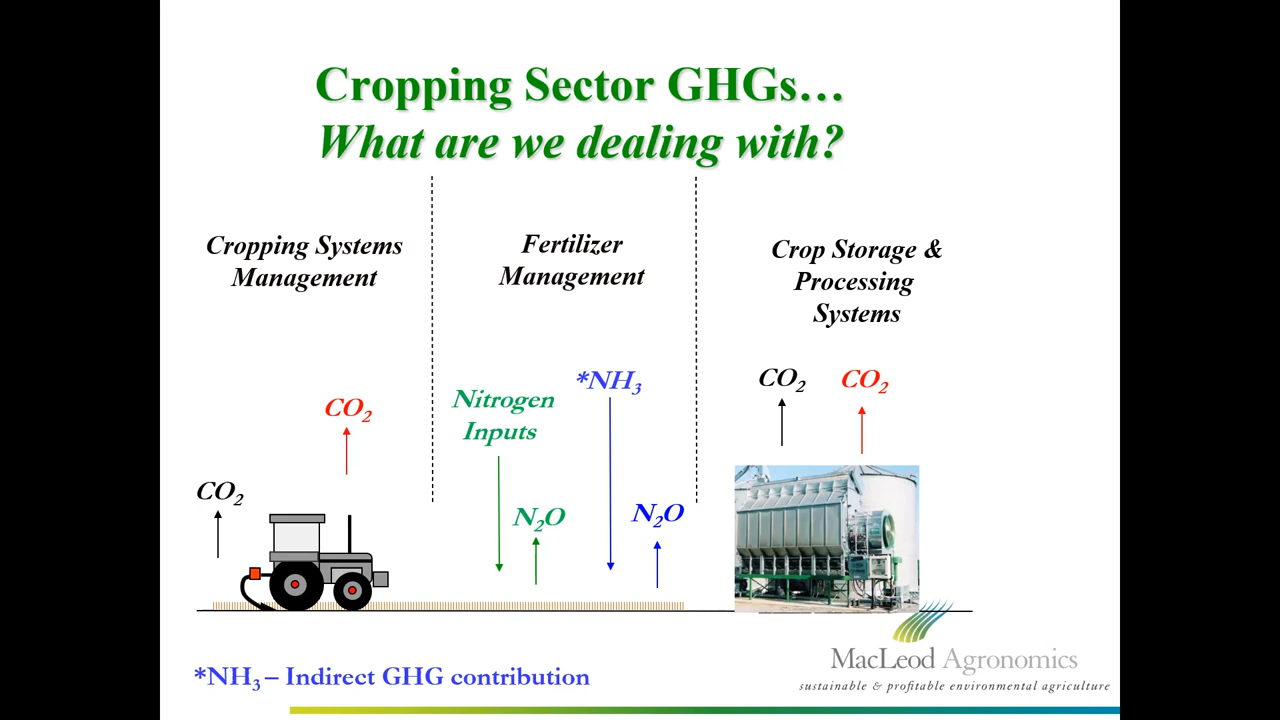 Cropping Sector GHGs…
What are we dealing with?
Cropping Systems
Management
Fertilizer
Management
Crop Storage &
Processing
Systems
CO₂
CO₂
Nitrogen
Inputs
N₂O
*NH₃
N₂O
CO₂
CO₂
*NH₃ – Indirect GHG contribution
MacLeod Agronomics
sustainable & profitable environmental agriculture